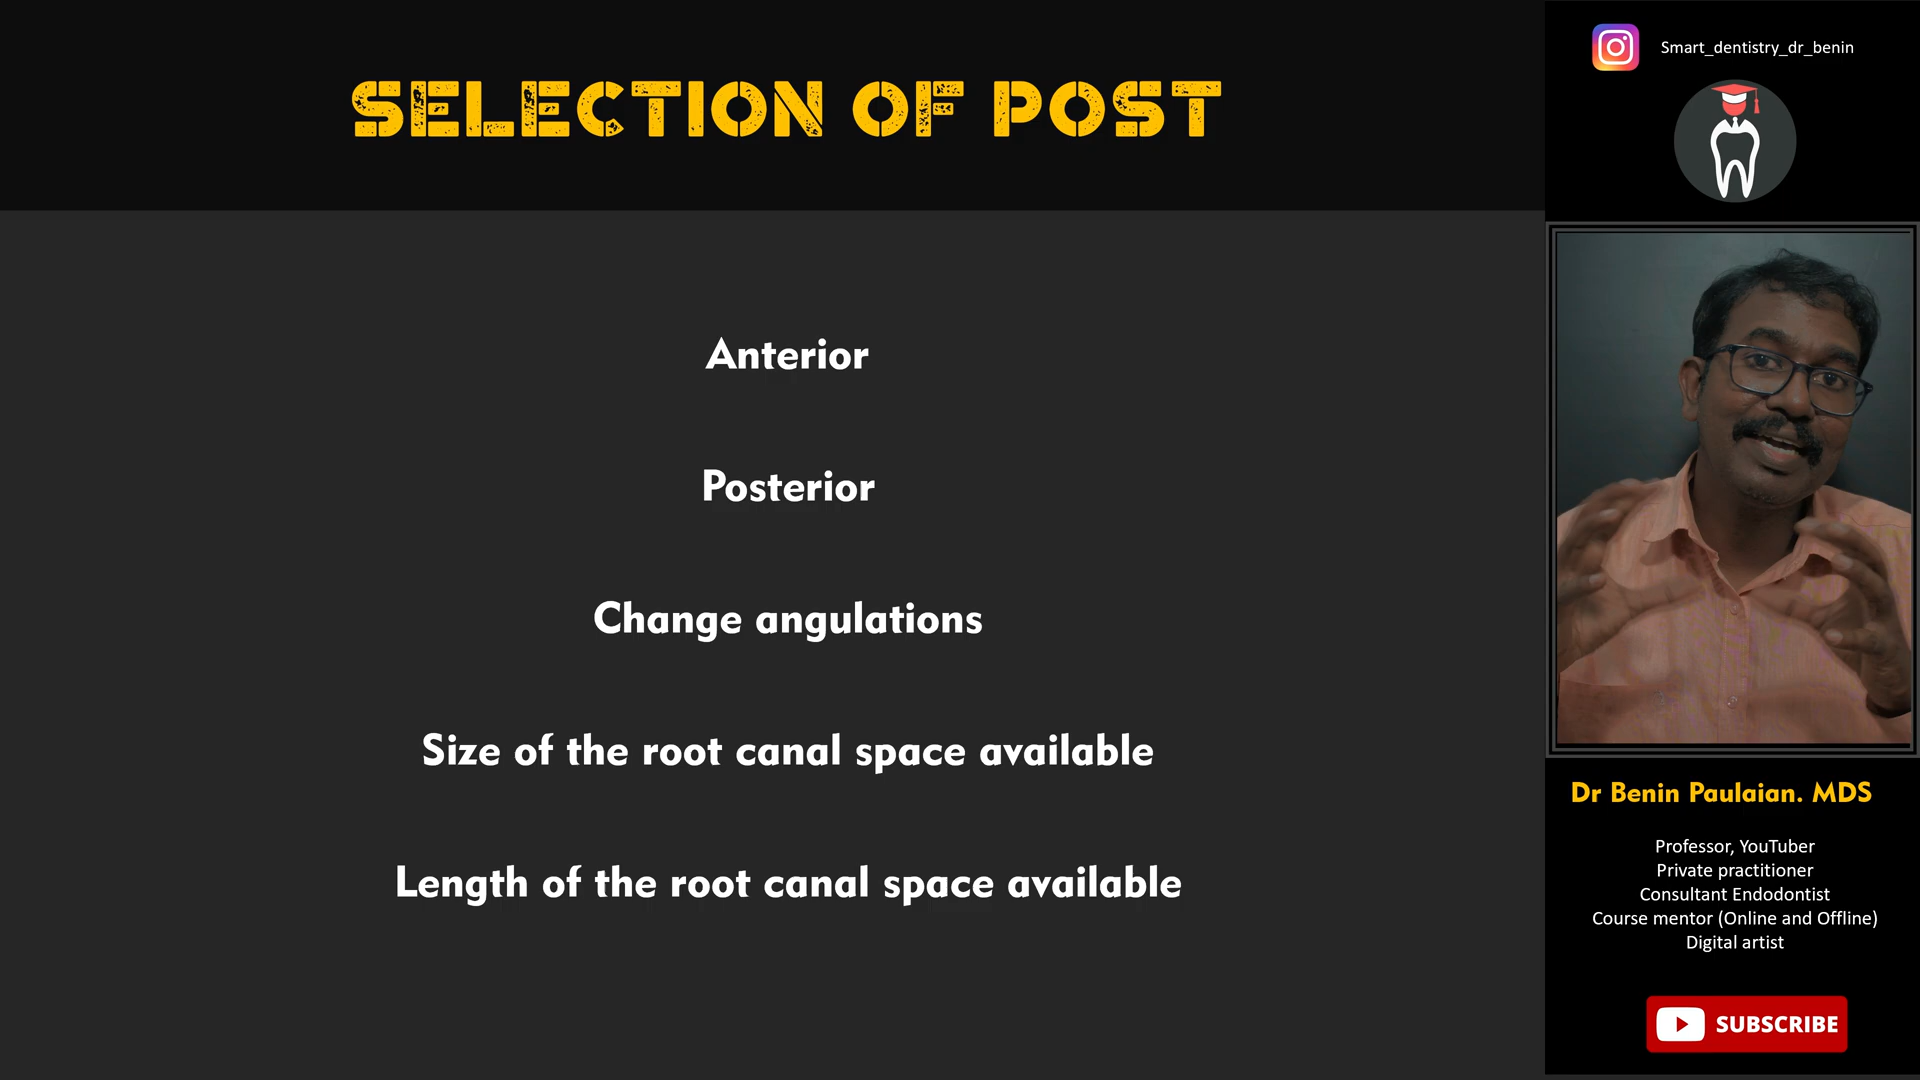 SELECTION OF POST
Anterior
Posterior
Change angulations
Size of the root canal space available
Length of the root canal space available
Smart_dentistry_dr_benin
Dr Benin Paulaian. MDS
Professor, YouTuber
Private practitioner
Consultant Endodontist
Course mentor (Online and Offline)
Digital artist
SUBSCRIBE